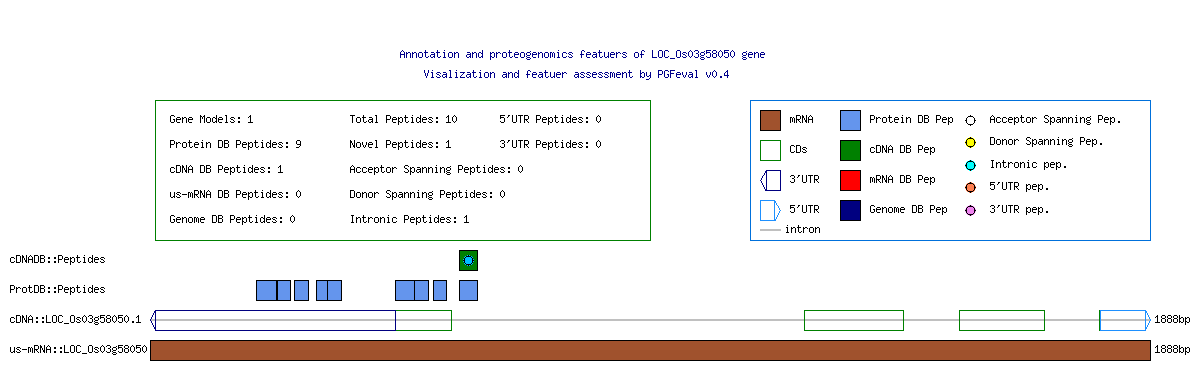 Annotation and proteogenomics featuers of LOC_Os03g58050 gene
Visalization and featuer assessment by PGFeval v0.4
Gene Models: 1 Total Peptides: 10 5'UTR Peptides: 0
Protein DB Peptides: 9 Novel Peptides: 1 3'UTR Peptides: 0
cDNA DB Peptides: 1 Acceptor Spanning Peptides: 0
us-mRNA DB Peptides: 0 Donor Spanning Peptides: 0
Genome DB Peptides: 0 Intronic Peptides: 1
mRNA Protein DB Pep Acceptor Spanning Pep.
CDs cDNA DB Pep Donor Spanning Pep.
3'UTR mRNA DB Pep Intronic pep.
5'UTR Genome DB Pep 5'UTR pep.
intron 3'UTR pep.
cDNADB::Peptides
ProtDB::Peptides
cDNA::LOC_Os03g58050.1 1888bp
us-mRNA::LOC_Os03g58050 1888bp